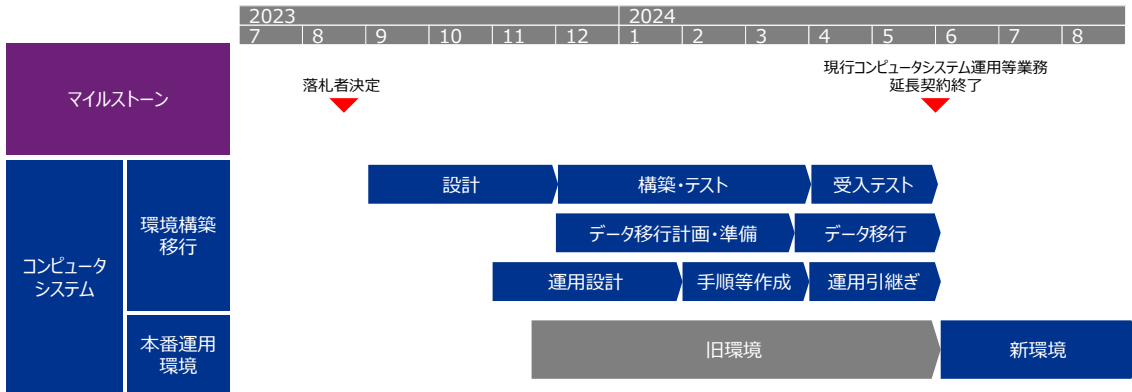 2023 2024
7 8 9 10 11 12 1 2 3 4 5 6 7 8
マイルストーン
落札者決定
現行コンピュータシステム運用等業務
延長契約終了
コンピュータ
システム
環境構築
移行
設計 構築・テスト 受入テスト
データ移行計画・準備 データ移行
運用設計 手順等作成 運用引継ぎ
本番運用
環境
旧環境 新環境